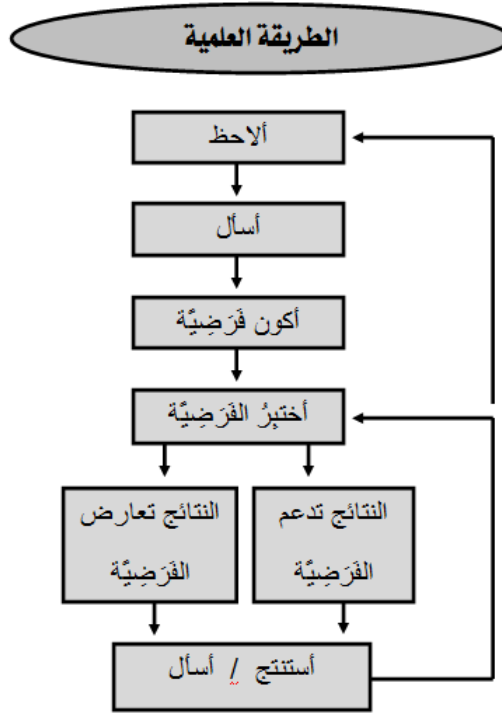 الطريقة العلمية
ألاحظ
أسأل
أكون فَرَضِيَّة
أختبِرُ الفَرَضِيَّة
النتائج تدعم
الفَرَضِيَّة
النتائج تعارض
الفَرَضِيَّة
أستنتج / أسأل